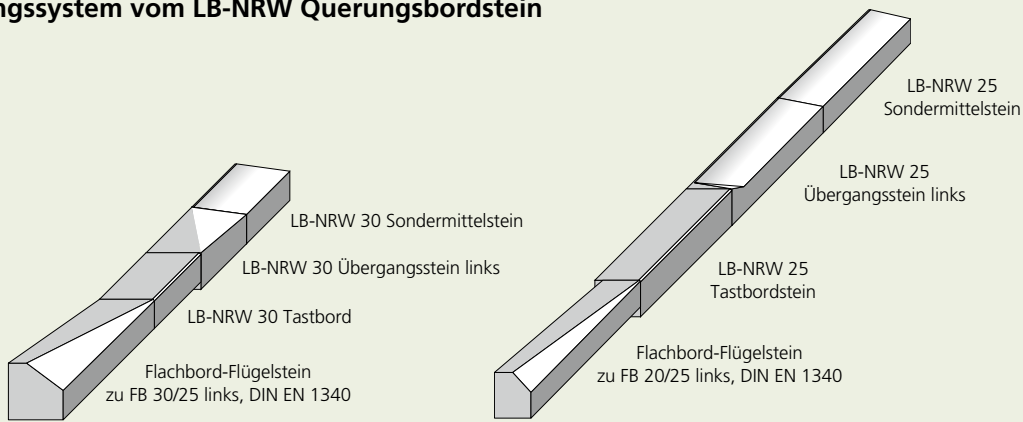 ngssystem vom LB-NRW Querungsbordstein
LB-NRW 30 Sondermittelstein
LB-NRW 30 Übergangsstein links
LB-NRW 30 Tastbord
Flachbord-Flügelstein
zu FB 30/25 links, DIN EN 1340
LB-NRW 25
Sondermittelstein
LB-NRW 25
Übergangsstein links
LB-NRW 25
Tastbordstein
Flachbord-Flügelstein
zu FB 20/25 links, DIN EN 1340